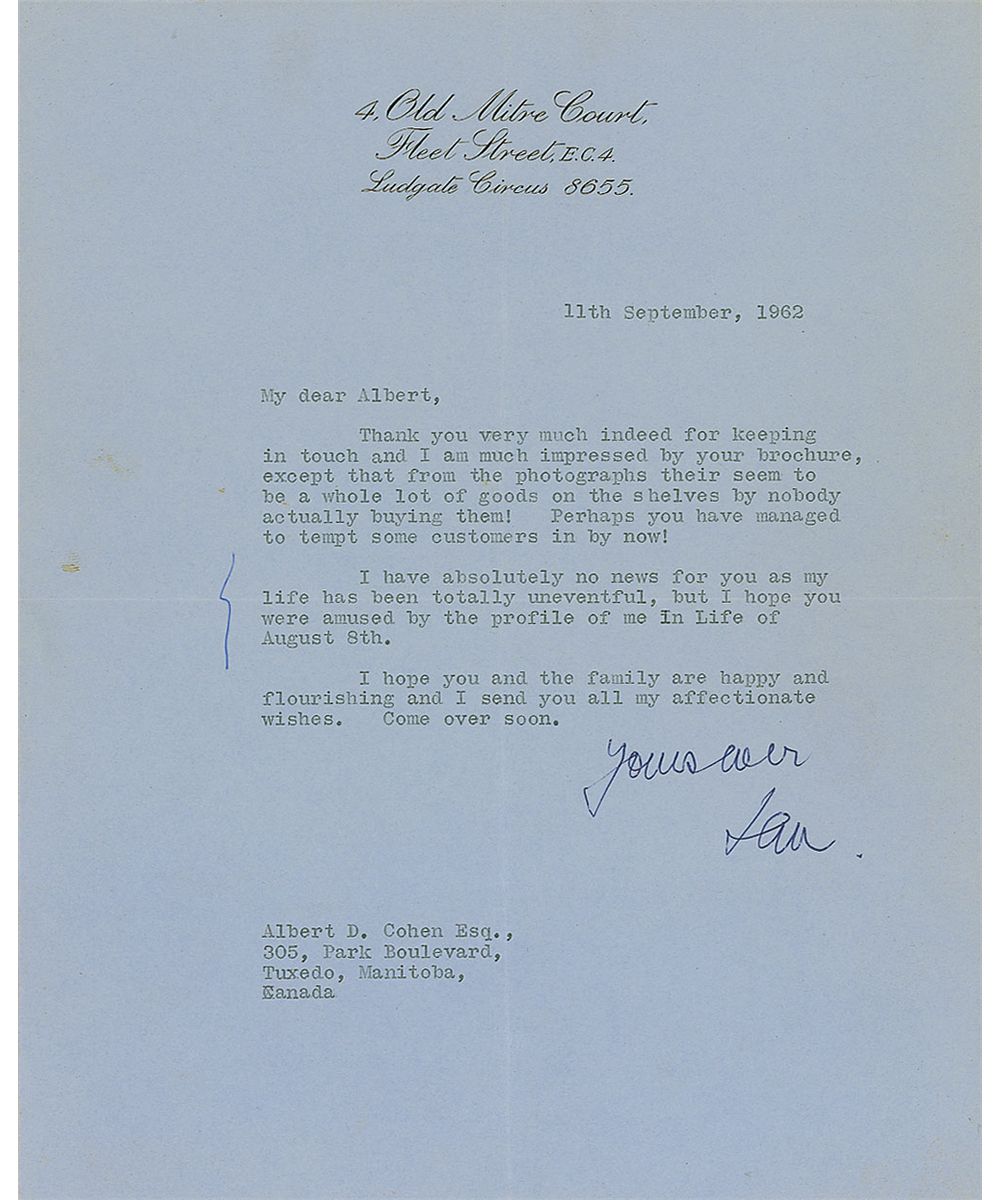 4, Old Mitre Court,
Fleet Street, E.C.4.
Ludgate Circus 8655.
11th September, 1962
My dear Albert,
Thank you very much indeed for keeping
in touch and I am much impressed by your brochure,
except that from the photographs their seem to
be a whole lot of goods on the shelves by nobody
actually buying them! Perhaps you have managed
to tempt some customers in by now!
I have absolutely no news for you as my
life has been totally uneventful, but I hope you
were amused by the profile of me In Life of
August 8th.
I hope you and the family are happy and
flourishing and I send you all my affectionate
wishes. Come over soon.
Yours ever
Ian.
Albert D. Cohen Esq.,
305, Park Boulevard,
Tuxedo, Manitoba,
Canada